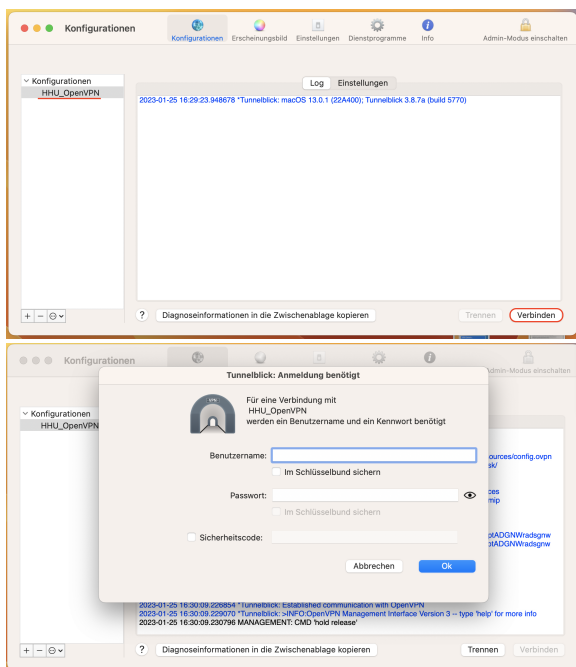 Konfigurationen
Konfigurationen Erscheinungsbild Einstellungen Dienstprogramme Info Admin-Modus einschalten
Konfigurationen
HHU_OpenVPN
Log Einstellungen
2023-01-25 16:29:23.948678 *Tunnelblick: macOS 13.0.1 (22A400); Tunnelblick 3.8.7a (build 5770)
? Diagnoseinformationen in die Zwischenablage kopieren Trennen Verbinden
Konfigurationen
dmin-Modus einschalten
Tunnelblick: Anmeldung benötigt
VPN
Für eine Verbindung mit
HHU_OpenVPN
werden ein Benutzername und ein Kennwort benötigt
Konfigurationen
HHU_OpenVPN
Benutzername:
ources/config.ovpn
Im Schlüsselbund sichern
sk/
Passwort:
ces
mip
Im Schlüsselbund sichern
Sicherheitscode:
ptADGNWradsgnw
ptADGNWradsgnw
Abbrechen Ok
2023-01-25 16:30:09.226854 *Tunnelblick: Established communication with OpenVPN
2023-01-25 16:30:09.229070 *Tunnelblick: >INFO:OpenVPN Management Interface Version 3 -- type 'help' for more info
2023-01-25 16:30:09.230796 MANAGEMENT: CMD 'hold release'
? Diagnoseinformationen in die Zwischenablage kopieren Trennen Verbinden